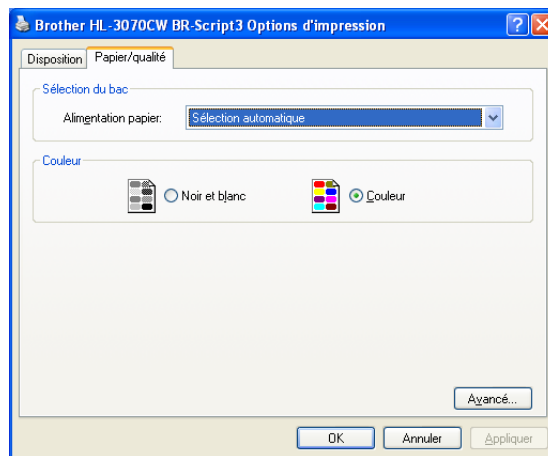 Brother HL-3070CW BR-Script3 Options d'impression
Disposition Papier/qualité
Sélection du bac
Alimentation papier: Sélection automatique
Couleur
Noir et blanc Couleur
Avancé...
OK Annuler Appliquer